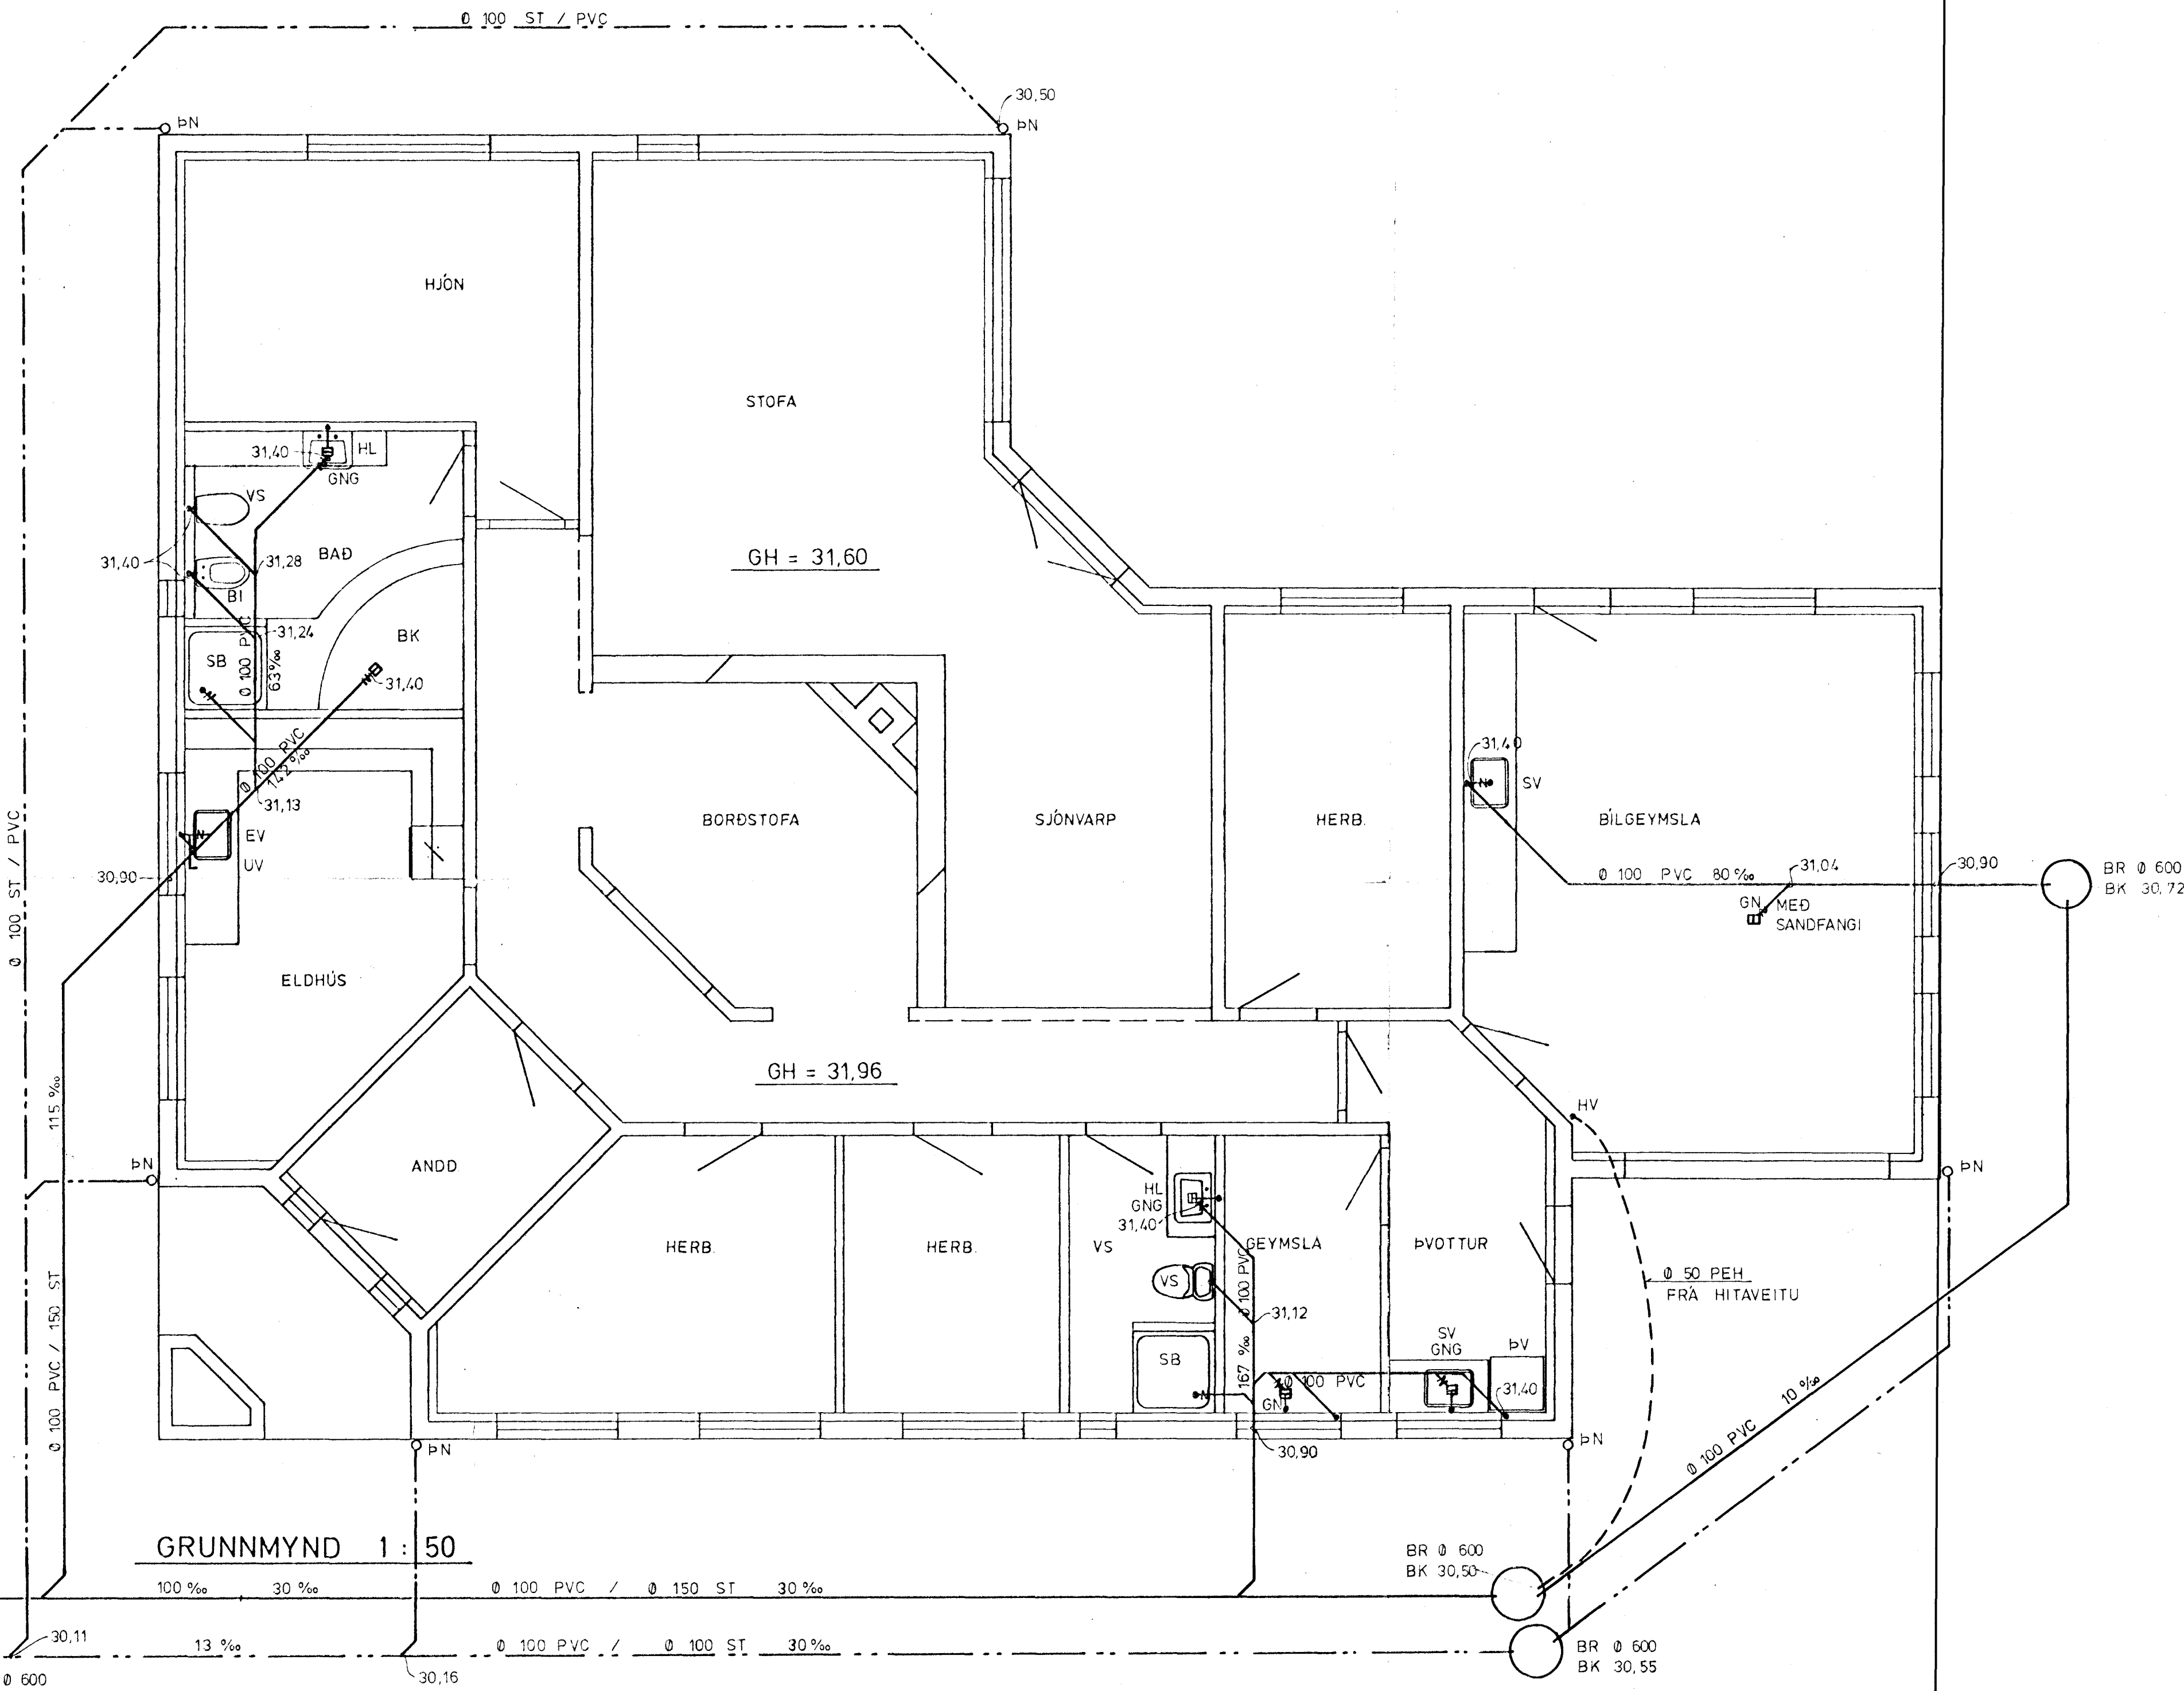 Ø 100 ST / PVC
30,50
ÞN
ÞN
HJÓN
STOFA
31,40
HL
GNG
VS
BAÐ
31,28
31,40
BI
GH = 31,60
31,24
SB
Ø 100 PVC
63‰
BK
31,40
Ø 100 PVC
142‰
31,13
31,40
SV
EV
UV
BORÐSTOFA
SJÓNVARP
HERB.
BÍLGEYMSLA
30,90
Ø 100 PVC 80‰
31,04
30,90
BR Ø 600
BK 30,72
GN MEÐ
SANDFANGI
Ø 100 ST / PVC
ELDHÚS
GH = 31,96
115‰
HV
ÞN
ANDD
ÞN
HL
GNG
31,40
HERB.
HERB.
VS
GEYMSLA
ÞVOTTUR
VS
Ø 100 PVC
Ø 50 PEH
FRÁ HITAVEITU
31,12
167 ‰
SV
GNG
ÞV
SB
Ø 100 PVC
31,40
GN
Ø 100 PVC / 150 ST
ÞN
30,90
ÞN
Ø 100 PVC 10‰
GRUNNMYND 1 : 50
BR Ø 600
BK 30,50
100 ‰ 30 ‰ Ø 100 PVC / Ø 150 ST 30 ‰
30,11
13 ‰ Ø 100 PVC / Ø 100 ST 30‰
BR Ø 600
BK 30,55
30,16
Ø 600